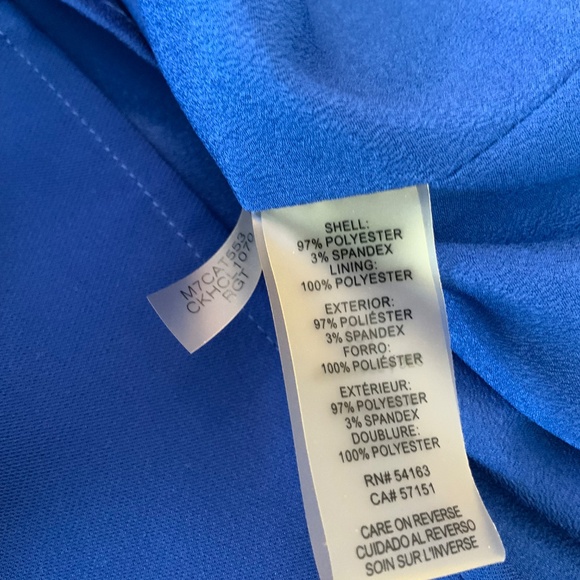 M7CAT553
CKHCL1070
RGT
SHELL:
97% POLYESTER
3% SPANDEX
LINING:
100% POLYESTER
EXTERIOR:
97% POLIÉSTER
3% SPANDEX
FORRO:
100% POLIÉSTER
EXTÉRIEUR:
97% POLYESTER
3% SPANDEX
DOUBLURE:
100% POLYESTER
RN# 54163
CA# 57151
CARE ON REVERSE
CUIDADO AL REVERSO
SOIN SUR L'INVERSE